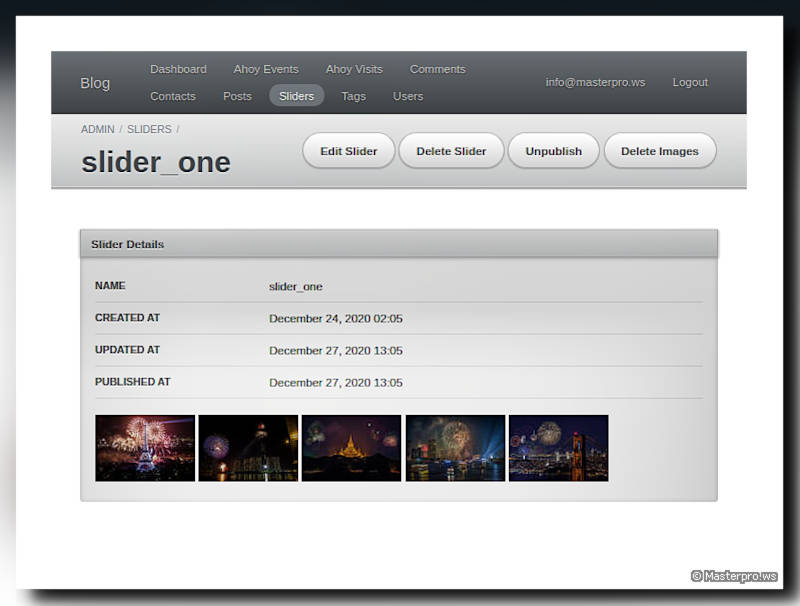 Blog
Dashboard Ahoy Events Ahoy Visits Comments
Contacts Posts Sliders Tags Users
info@masterpro.ws Logout
ADMIN / SLIDERS /
slider_one
Edit Slider Delete Slider Unpublish Delete Images
Slider Details
NAME slider_one
CREATED AT December 24, 2020 02:05
UPDATED AT December 27, 2020 13:05
PUBLISHED AT December 27, 2020 13:05
© Masterpro.ws